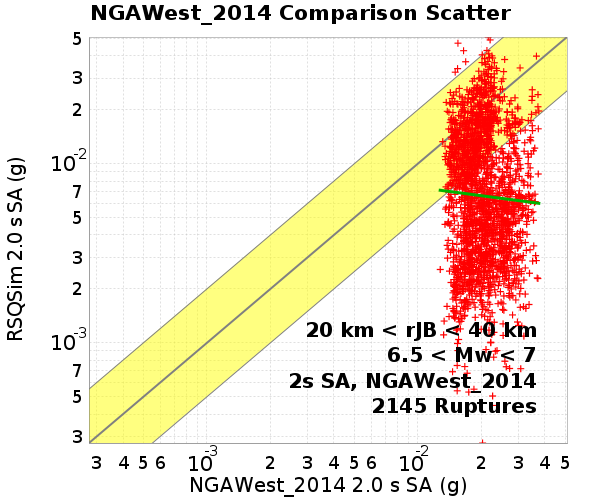 NGAWest_2014 Comparison Scatter
RSQSim 2.0 s SA (g)
5
3
2
10^-2
7
5
3
2
10^-3
7
5
3
20 km < rJB < 40 km
6.5 < Mw < 7
2s SA, NGAWest_2014
2145 Ruptures
3 4 5 6 10^-3 2 3 4 5 6 10^-2 2 3 4 5
NGAWest_2014 2.0 s SA (g)